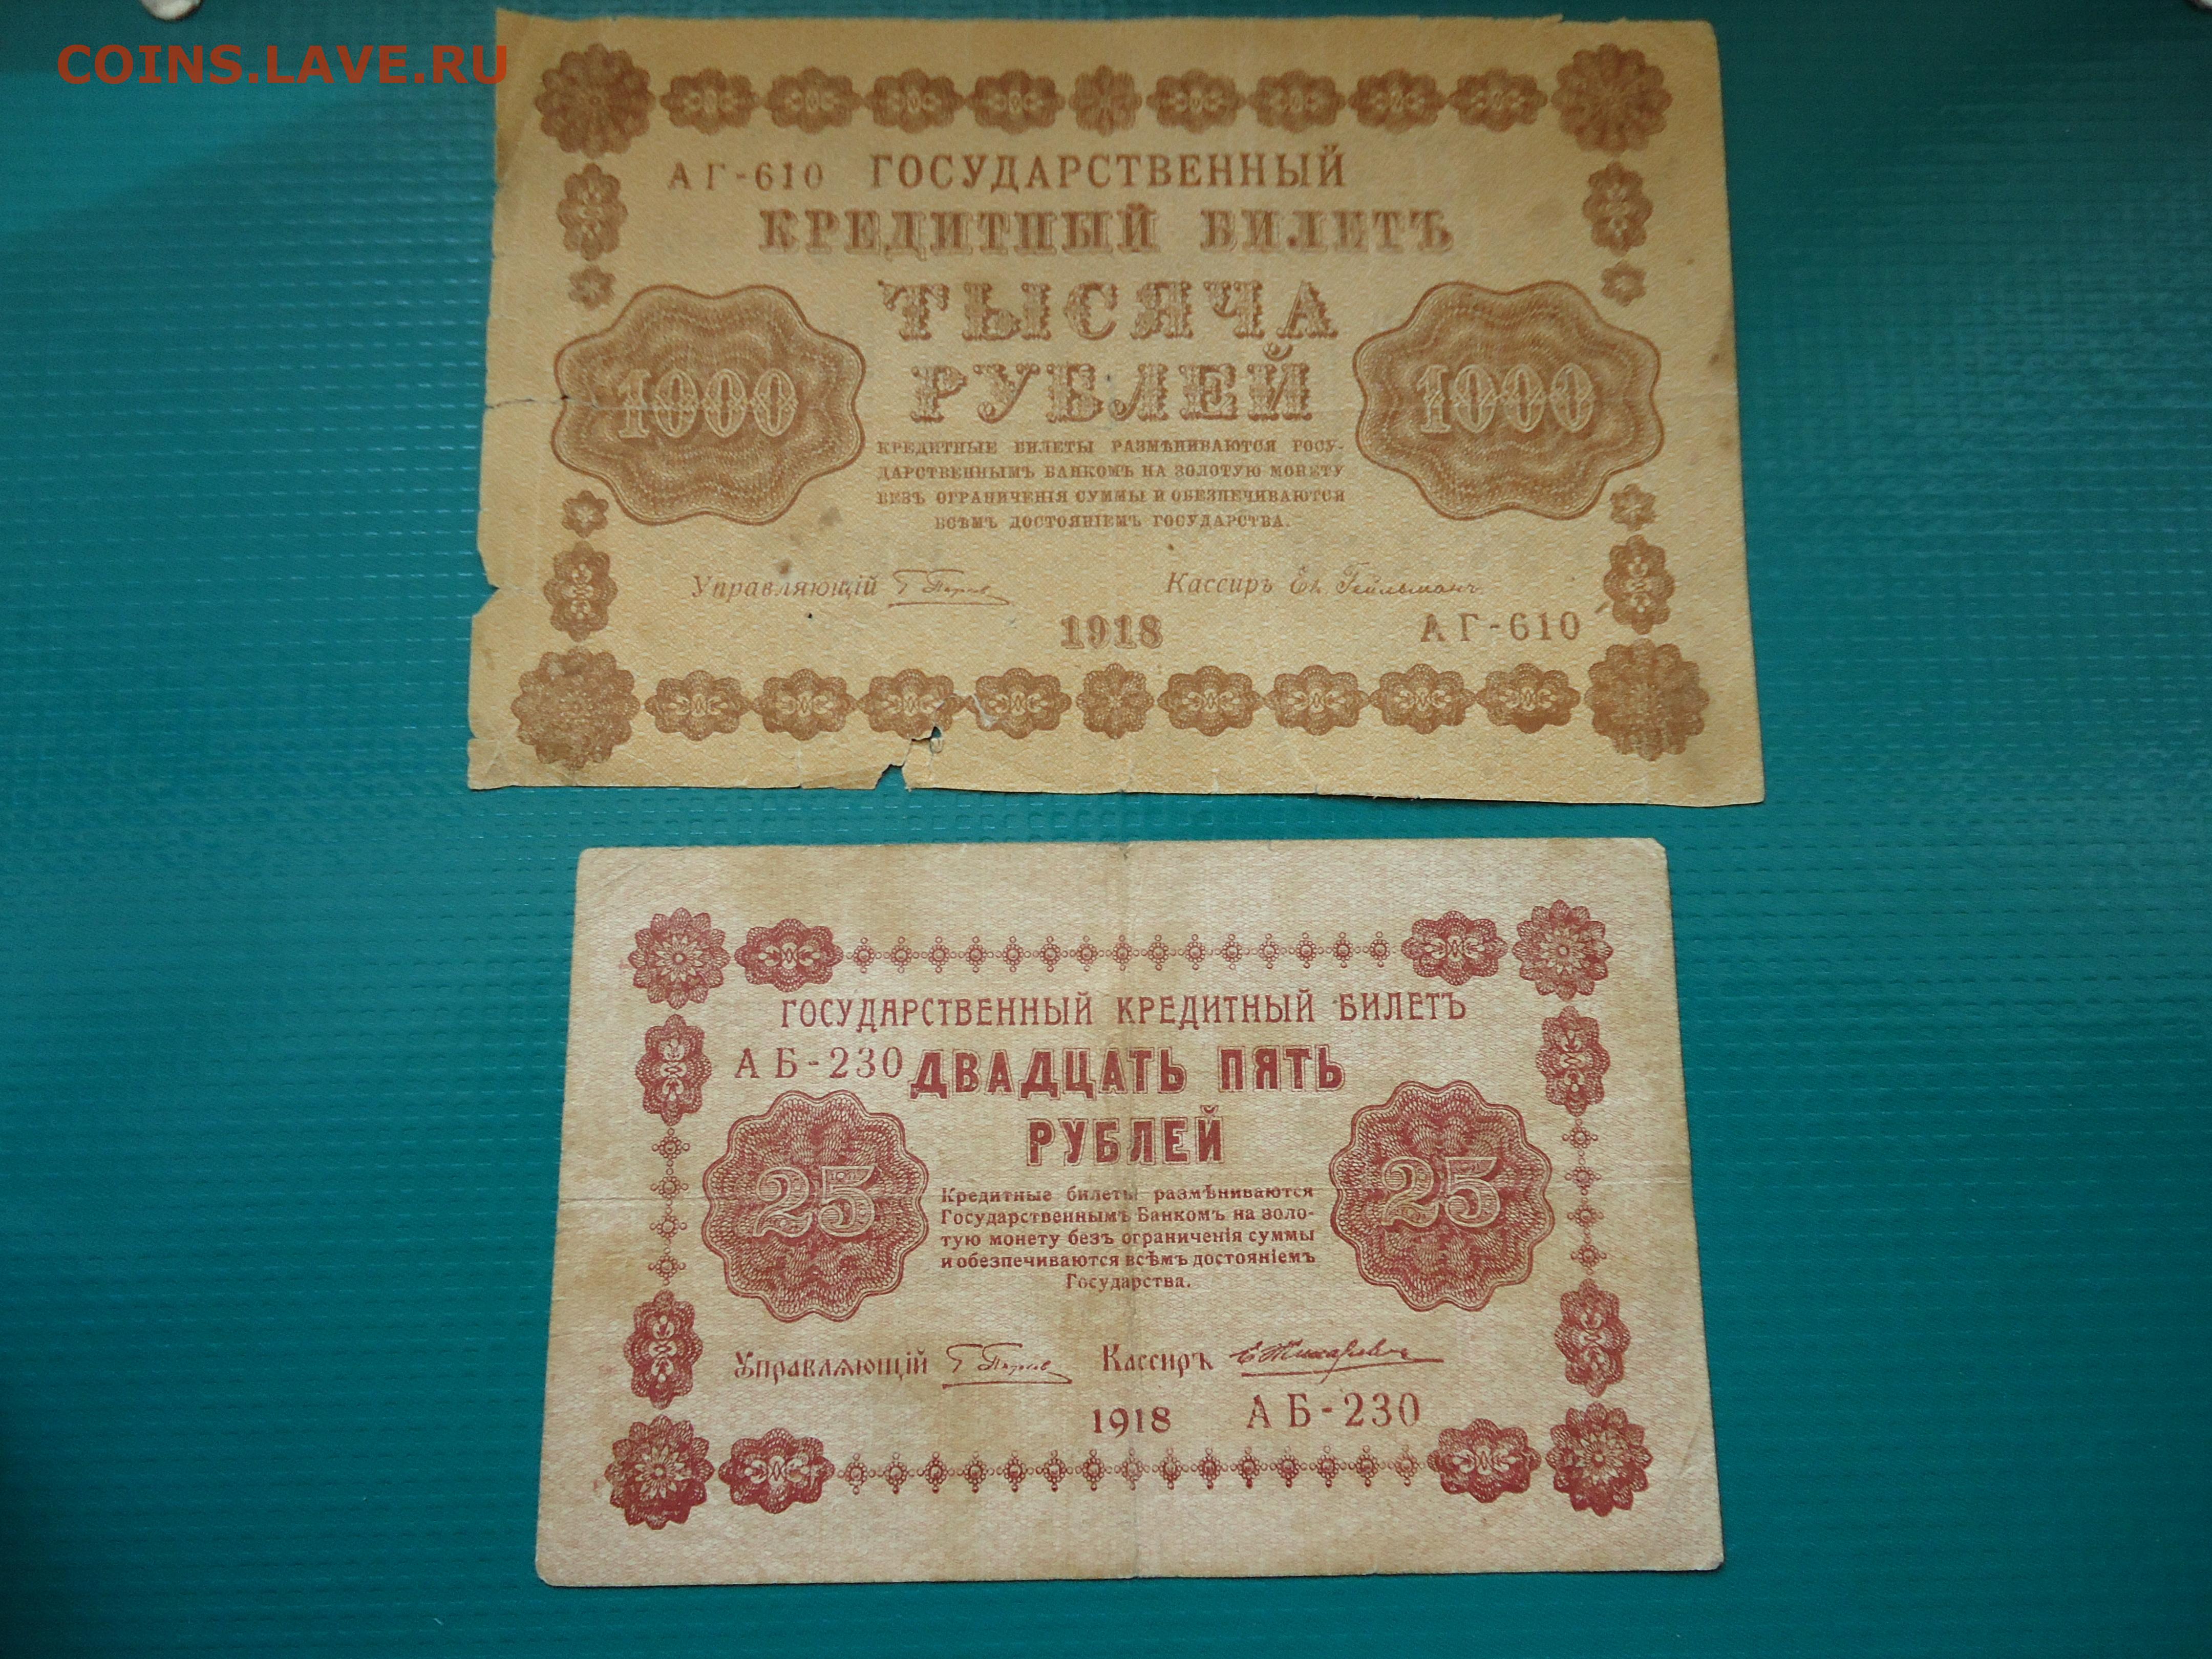 COINS.LAVE.RU
АГ-610 ГОСУДАРСТВЕННЫЙ
КРЕДИТНЫЙ БИЛЕТЪ
ТЫСЯЧА
РУБЛЕЙ
1000 1000
КРЕДИТНЫЕ БИЛЕТЫ РАЗМѢНИВАЮТСЯ ГОСУ-
ДАРСТВЕННЫМЪ БАНКОМЪ НА ЗОЛОТУЮ МОНЕТУ
БЕЗЪ ОГРАНИЧЕНІЯ СУММЫ И ОБЕЗПЕЧИВАЮТСЯ
ВСѢМЪ ДОСТОЯНІЕМЪ ГОСУДАРСТВА.
Управляющій Кассиръ Гейльманъ
1918 АГ-610
ГОСУДАРСТВЕННЫЙ КРЕДИТНЫЙ БИЛЕТЪ
АБ-230 ДВАДЦАТЬ ПЯТЬ
РУБЛЕЙ
25 25
Кредитные билеты размѣниваются
Государственнымъ Банкомъ на золо-
тую монету безъ ограниченія суммы
и обезпечиваются всѣмъ достояніемъ
Государства.
Управляющій Кассиръ
1918 АБ-230